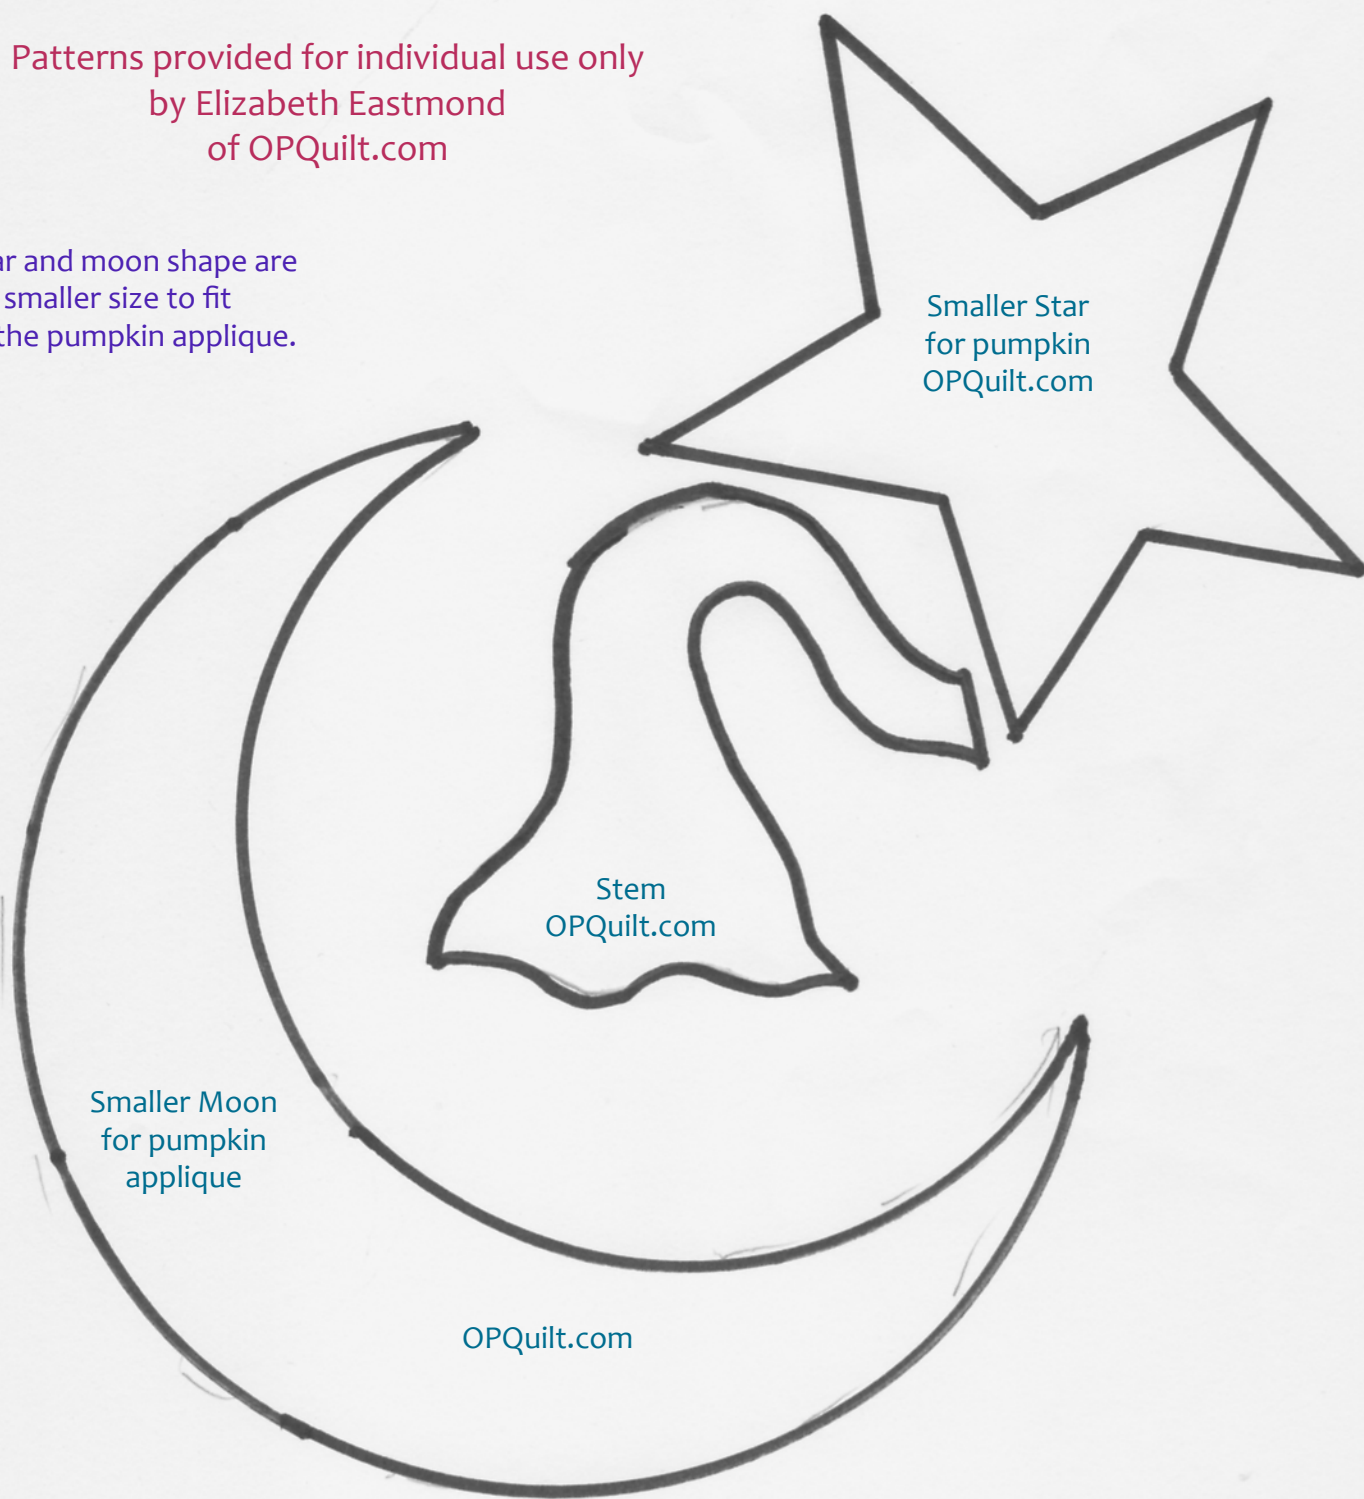 Patterns provided for individual use only
by Elizabeth Eastmond
of OPQuilt.com
and moon shape are
smaller size to fit
the pumpkin applique.
Smaller Star
for pumpkin
OPQuilt.com
Stem
OPQuilt.com
Smaller Moon
for pumpkin
applique
OPQuilt.com